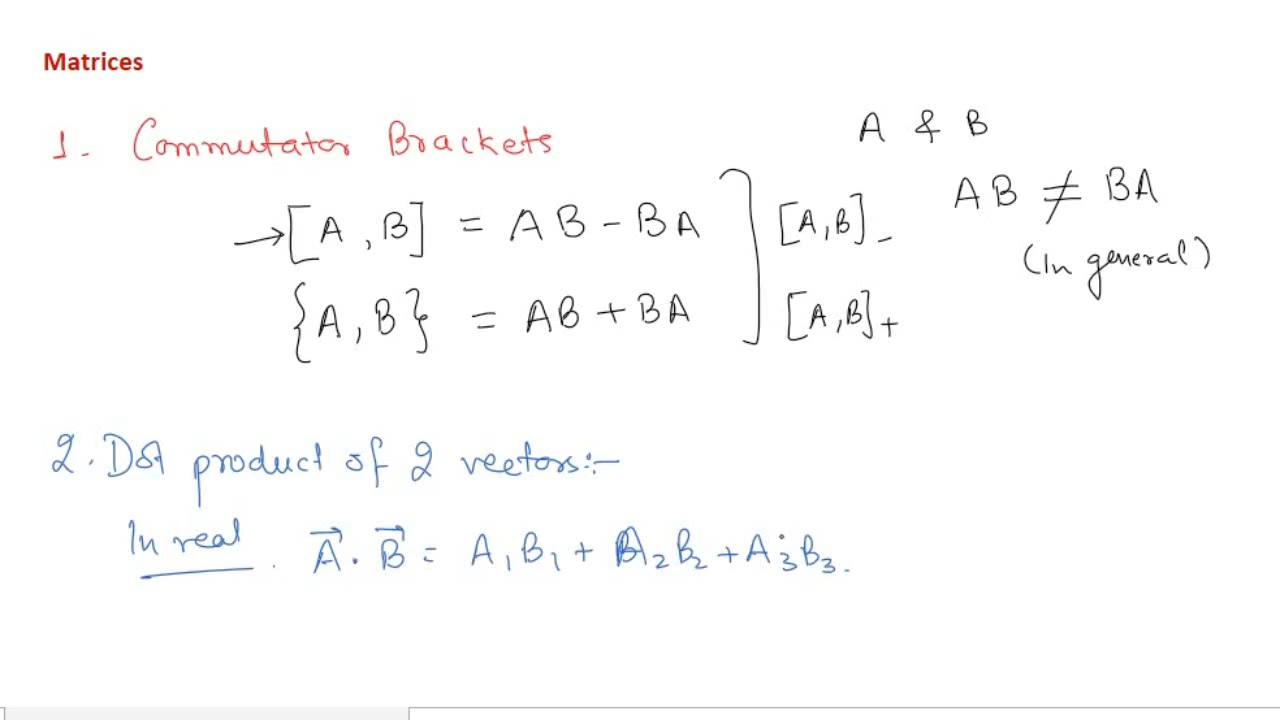 Matrices
1. Commutator Brackets
A & B
AB ≠ BA
(In general)
→ [A, B] = AB - BA
[A, B]₋
{A, B} = AB + BA
[A, B]₊
2. Dot product of 2 vectors:-
In real. A⃗ . B⃗ = A₁B₁ + A₂B₂ + A₃B₃.